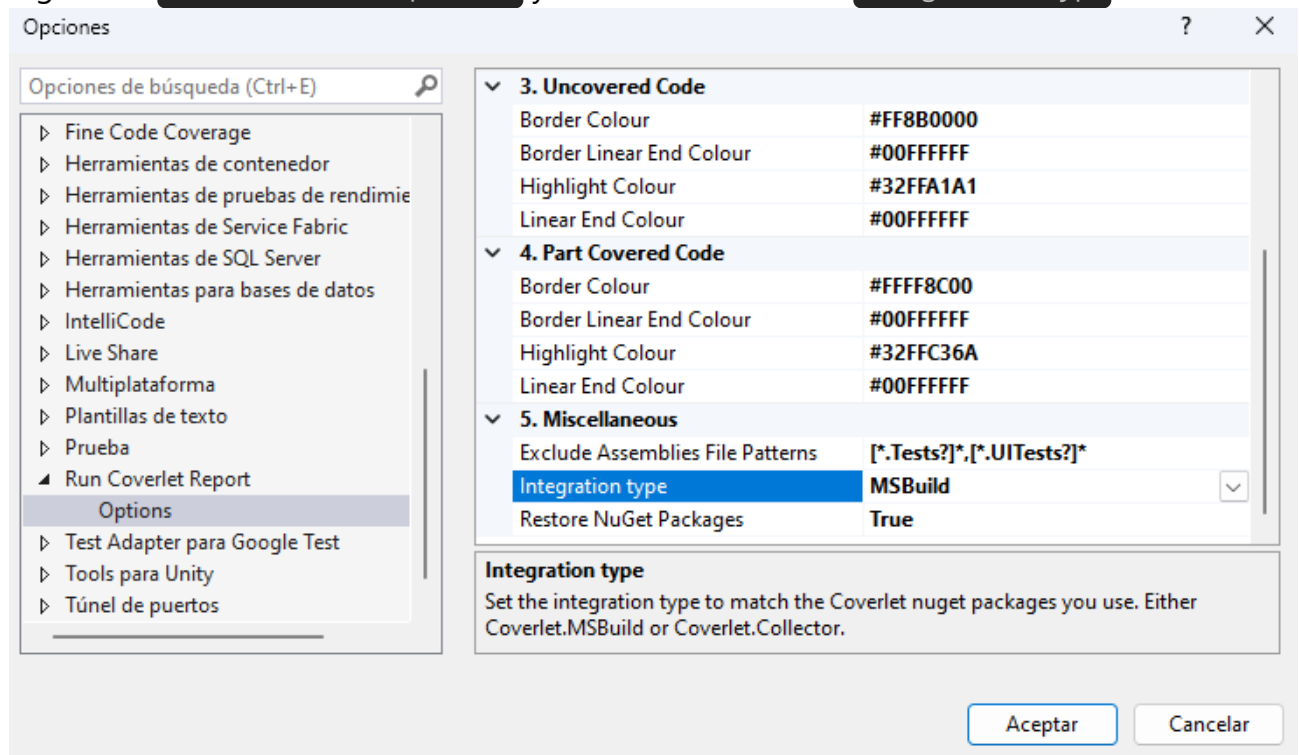 Opciones
?
Opciones de búsqueda (Ctrl+E)
Fine Code Coverage
Herramientas de contenedor
Herramientas de pruebas de rendimie
Herramientas de Service Fabric
Herramientas de SQL Server
Herramientas para bases de datos
IntelliCode
Live Share
Multiplataforma
Plantillas de texto
Prueba
Run Coverlet Report
Options
Test Adapter para Google Test
Tools para Unity
Túnel de puertos
3. Uncovered Code
Border Colour #FF8B0000
Border Linear End Colour #00FFFFFF
Highlight Colour #32FFA1A1
Linear End Colour #00FFFFFF
4. Part Covered Code
Border Colour #FFFF8C00
Border Linear End Colour #00FFFFFF
Highlight Colour #32FFC36A
Linear End Colour #00FFFFFF
5. Miscellaneous
Exclude Assemblies File Patterns [*.Tests?]*,[*.UITests?]*
Integration type MSBuild
Restore NuGet Packages True
Integration type
Set the integration type to match the Coverlet nuget packages you use. Either
Coverlet.MSBuild or Coverlet.Collector.
Aceptar Cancelar